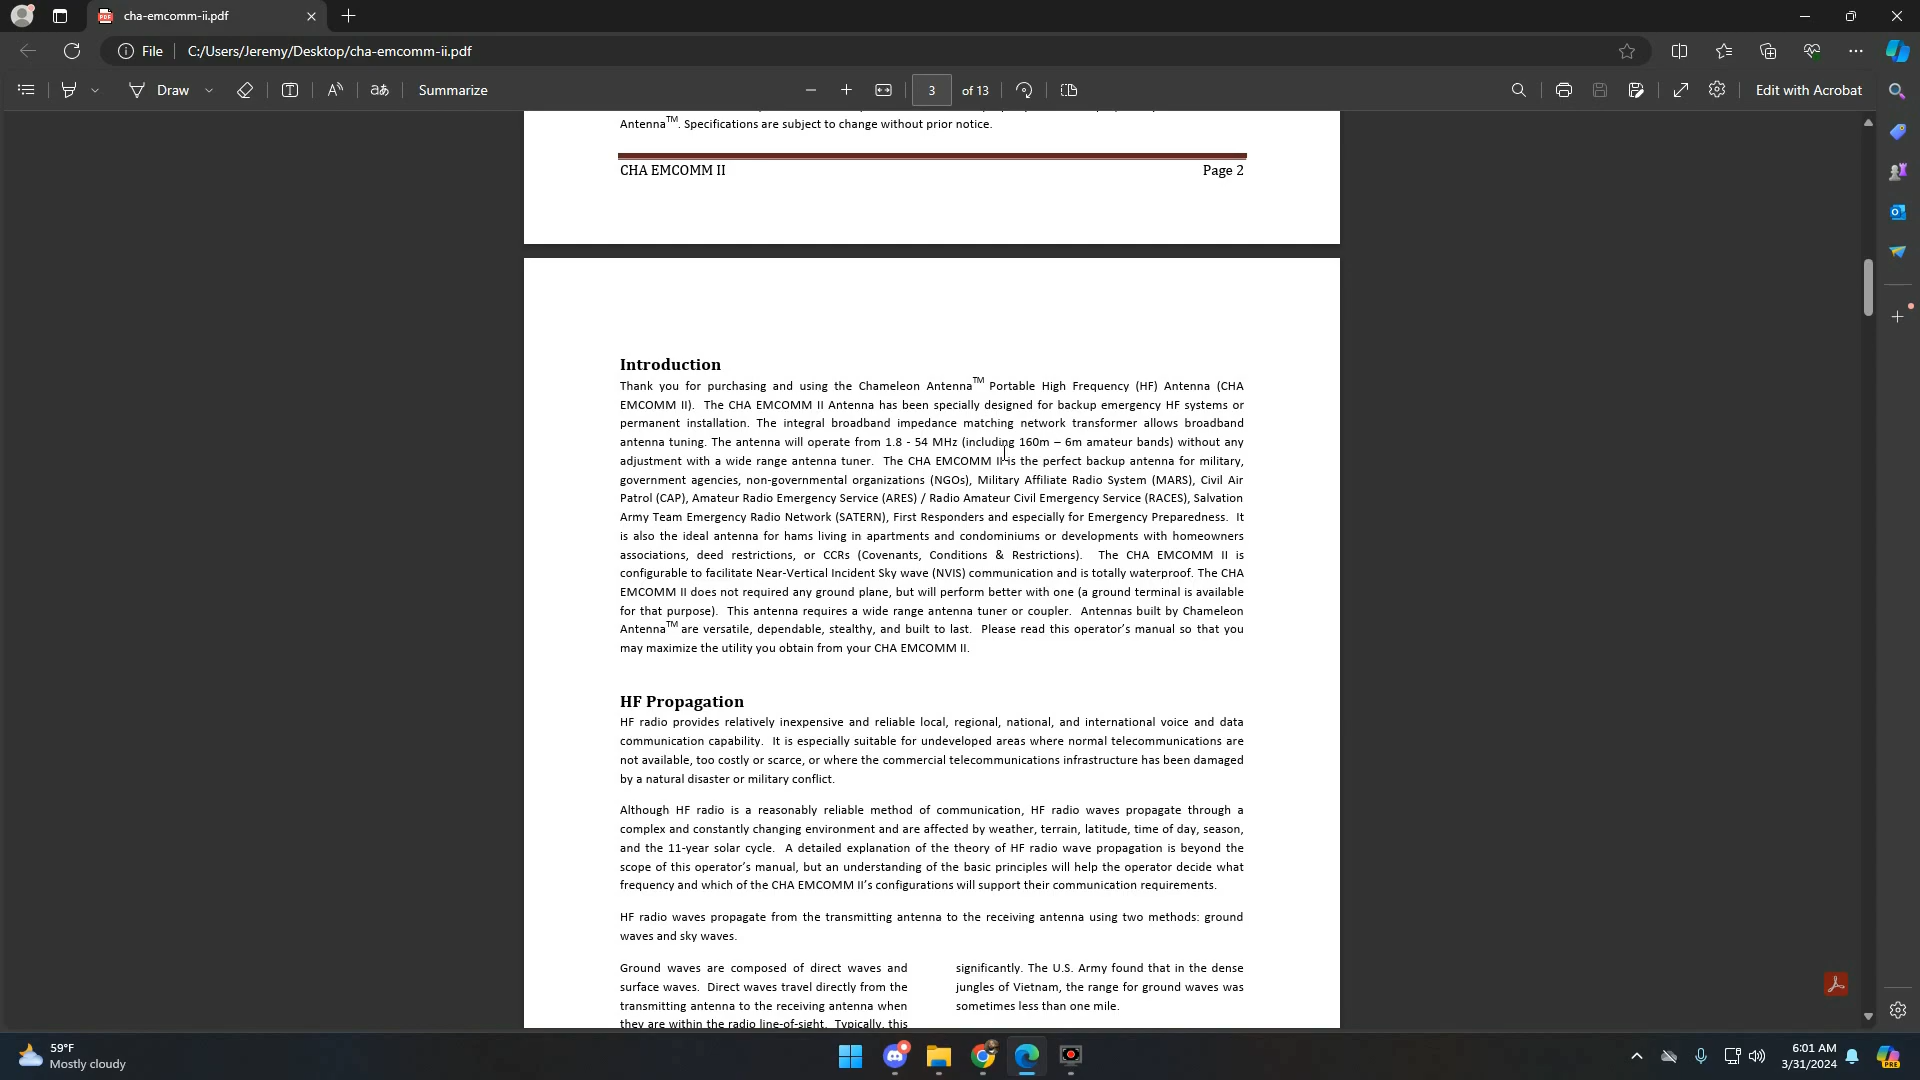 cha-emcomm-ii.pdf
File
C:/Users/Jeremy/Desktop/cha-emcomm-ii.pdf
Draw
Summarize
3 of 13
Edit with Acrobat
Antenna™. Specifications are subject to change without prior notice.
CHA EMCOMM II Page 2
Introduction
Thank you for purchasing and using the Chameleon Antenna™ Portable High Frequency (HF) Antenna (CHA
EMCOMM II). The CHA EMCOMM II Antenna has been specially designed for backup emergency HF systems or
permanent installation. The integral broadband impedance matching network transformer allows broadband
antenna tuning. The antenna will operate from 1.8 - 54 MHz (including 160m – 6m amateur bands) without any
adjustment with a wide range antenna tuner. The CHA EMCOMM II is the perfect backup antenna for military,
government agencies, non-governmental organizations (NGOs), Military Affiliate Radio System (MARS), Civil Air
Patrol (CAP), Amateur Radio Emergency Service (ARES) / Radio Amateur Civil Emergency Service (RACES), Salvation
Army Team Emergency Radio Network (SATERN), First Responders and especially for Emergency Preparedness. It
is also the ideal antenna for hams living in apartments and condominiums or developments with homeowners
associations, deed restrictions, or CCRs (Covenants, Conditions & Restrictions). The CHA EMCOMM II is
configurable to facilitate Near-Vertical Incident Sky wave (NVIS) communication and is totally waterproof. The CHA
EMCOMM II does not required any ground plane, but will perform better with one (a ground terminal is available
for that purpose). This antenna requires a wide range antenna tuner or coupler. Antennas built by Chameleon
Antenna™ are versatile, dependable, stealthy, and built to last. Please read this operator's manual so that you
may maximize the utility you obtain from your CHA EMCOMM II.
HF Propagation
HF radio provides relatively inexpensive and reliable local, regional, national, and international voice and data
communication capability. It is especially suitable for undeveloped areas where normal telecommunications are
not available, too costly or scarce, or where the commercial telecommunications infrastructure has been damaged
by a natural disaster or military conflict.
Although HF radio is a reasonably reliable method of communication, HF radio waves propagate through a
complex and constantly changing environment and are affected by weather, terrain, latitude, time of day, season,
and the 11-year solar cycle. A detailed explanation of the theory of HF radio wave propagation is beyond the
scope of this operator's manual, but an understanding of the basic principles will help the operator decide what
frequency and which of the CHA EMCOMM II's configurations will support their communication requirements.
HF radio waves propagate from the transmitting antenna to the receiving antenna using two methods: ground
waves and sky waves.
Ground waves are composed of direct waves and
surface waves. Direct waves travel directly from the
transmitting antenna to the receiving antenna when
they are within the radio line-of-sight. Typically, this
significantly. The U.S. Army found that in the dense
jungles of Vietnam, the range for ground waves was
sometimes less than one mile.
59°F
Mostly cloudy
6:01 AM
3/31/2024